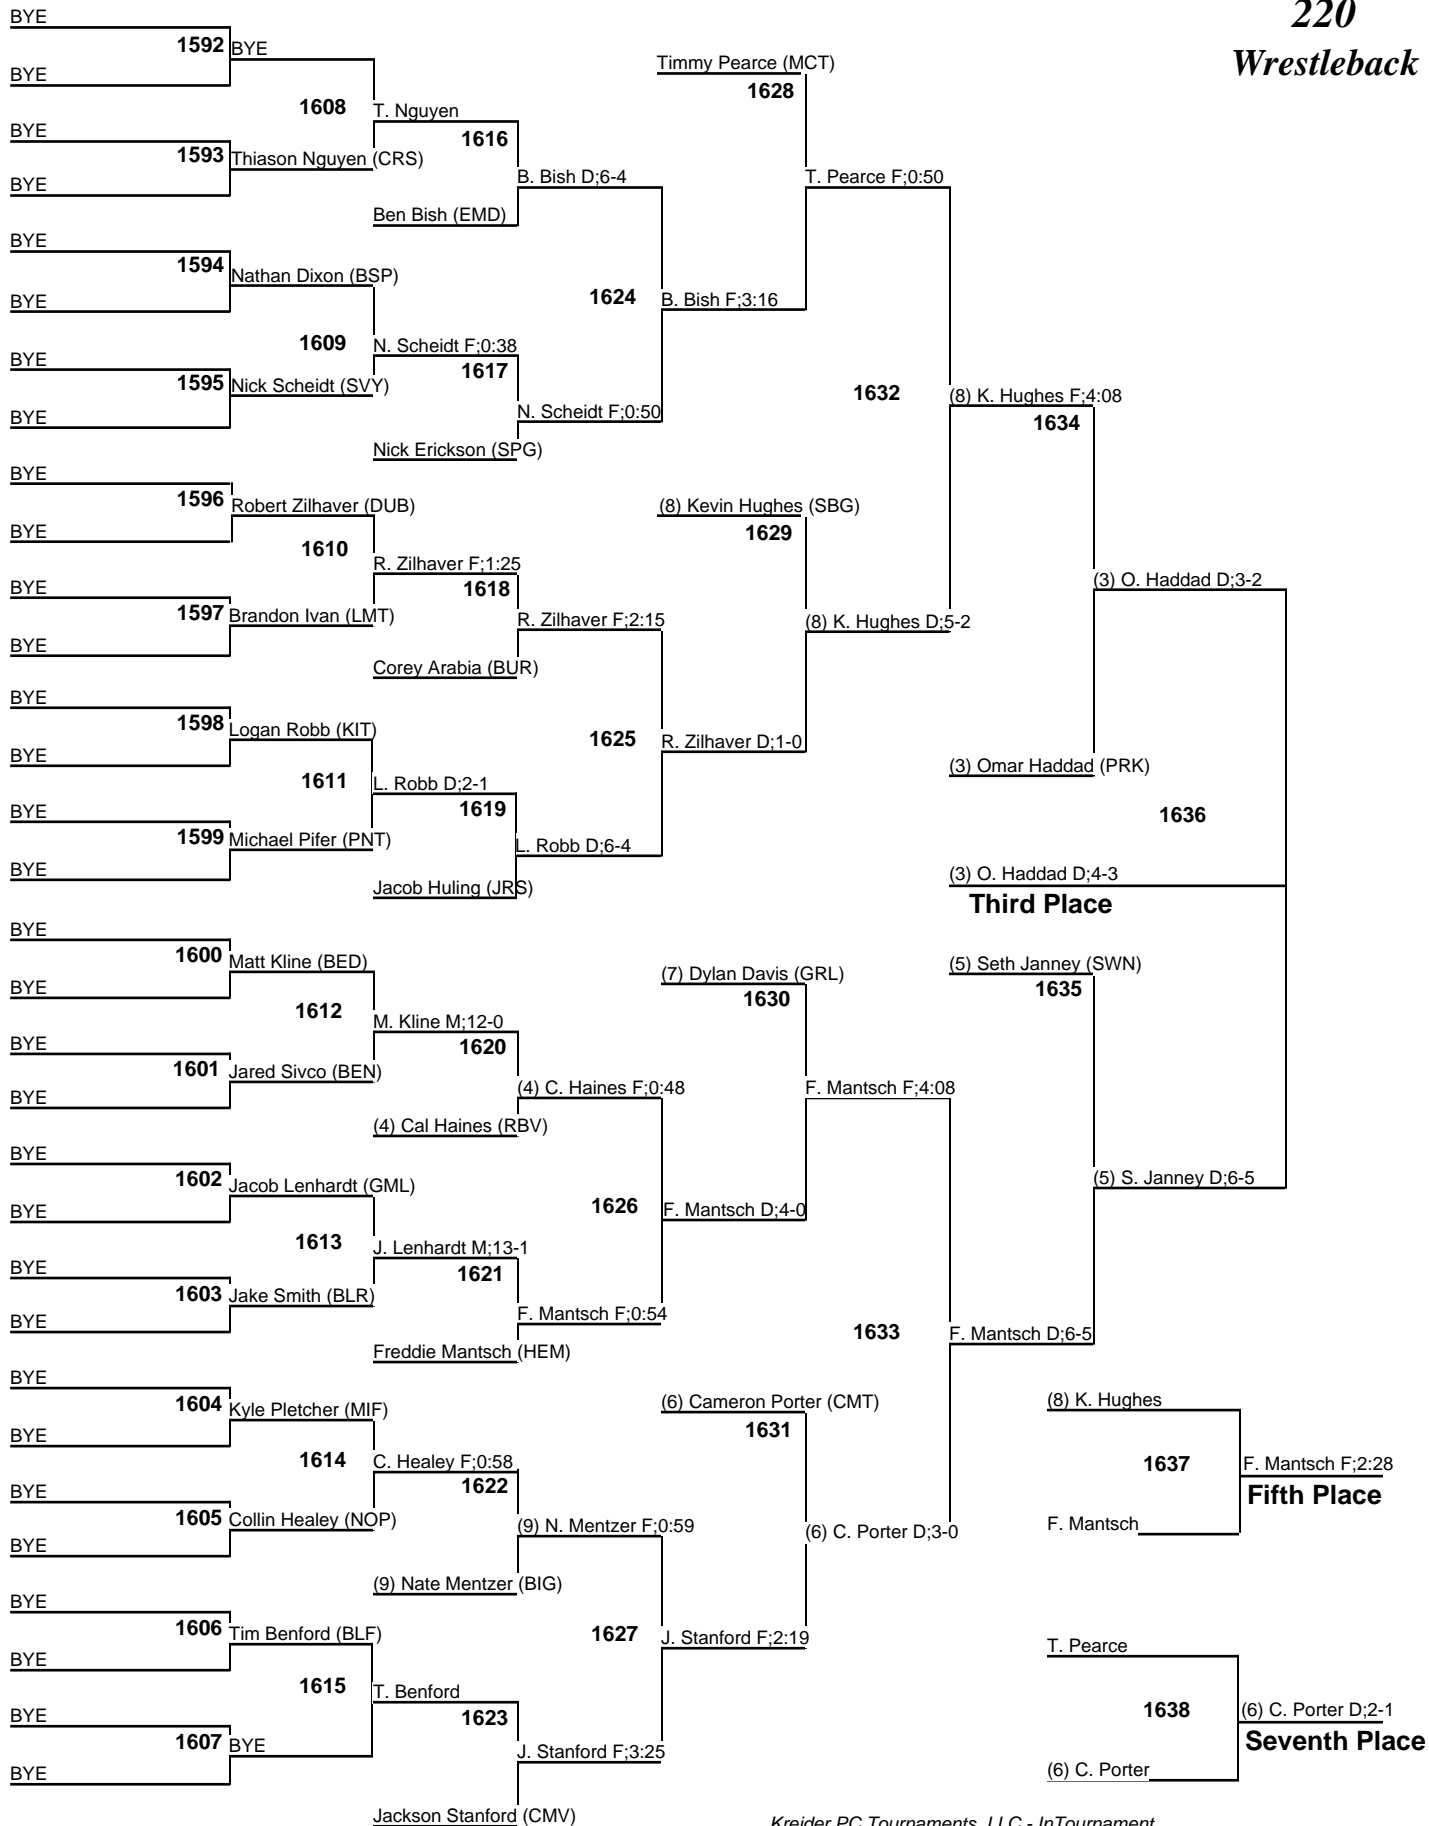 220
Wrestleback
BYE
1592 BYE
BYE
1608 T. Nguyen
BYE
1593 Thiason Nguyen (CRS)
BYE
1616
B. Bish D;6-4
Ben Bish (EMD)
BYE
1594 Nathan Dixon (BSP)
BYE
1609 N. Scheidt F;0:38
BYE
1595 Nick Scheidt (SVY)
BYE
1617
N. Scheidt F;0:50
Nick Erickson (SPG)
1624 B. Bish F;3:16
Timmy Pearce (MCT)
1628
T. Pearce F;0:50
BYE
1596 Robert Zilhaver (DUB)
BYE
1610 R. Zilhaver F;1:25
BYE
1597 Brandon Ivan (LMT)
BYE
1618
R. Zilhaver F;2:15
Corey Arabia (BUR)
BYE
1598 Logan Robb (KIT)
BYE
1611 L. Robb D;2-1
BYE
1599 Michael Pifer (PNT)
BYE
1619
L. Robb D;6-4
Jacob Huling (JRS)
1625 R. Zilhaver D;1-0
(8) Kevin Hughes (SBG)
1629
(8) K. Hughes D;5-2
1632 (8) K. Hughes F;4:08
1634
(3) O. Haddad D;3-2
(3) Omar Haddad (PRK)
1636
(3) O. Haddad D;4-3
Third Place
BYE
1600 Matt Kline (BED)
BYE
1612 M. Kline M;12-0
BYE
1601 Jared Sivco (BEN)
BYE
1620
(4) C. Haines F;0:48
(4) Cal Haines (RBV)
BYE
1602 Jacob Lenhardt (GML)
BYE
1613 J. Lenhardt M;13-1
BYE
1603 Jake Smith (BLR)
BYE
1621
F. Mantsch F;0:54
Freddie Mantsch (HEM)
1626 F. Mantsch D;4-0
(7) Dylan Davis (GRL)
1630
F. Mantsch F;4:08
(5) Seth Janney (SWN)
1635
(5) S. Janney D;6-5
1633 F. Mantsch D;6-5
BYE
1604 Kyle Pletcher (MIF)
BYE
1614 C. Healey F;0:58
BYE
1605 Collin Healey (NOP)
BYE
1622
(9) N. Mentzer F;0:59
(9) Nate Mentzer (BIG)
BYE
1606 Tim Benford (BLF)
BYE
1615 T. Benford
BYE
1607 BYE
BYE
1623
J. Stanford F;3:25
Jackson Stanford (CMV)
1627 J. Stanford F;2:19
(6) Cameron Porter (CMT)
1631
(6) C. Porter D;3-0
(8) K. Hughes
1637 F. Mantsch F;2:28
Fifth Place
F. Mantsch
T. Pearce
1638 (6) C. Porter D;2-1
Seventh Place
(6) C. Porter
Kreider PC Tournaments, LLC - InTournament